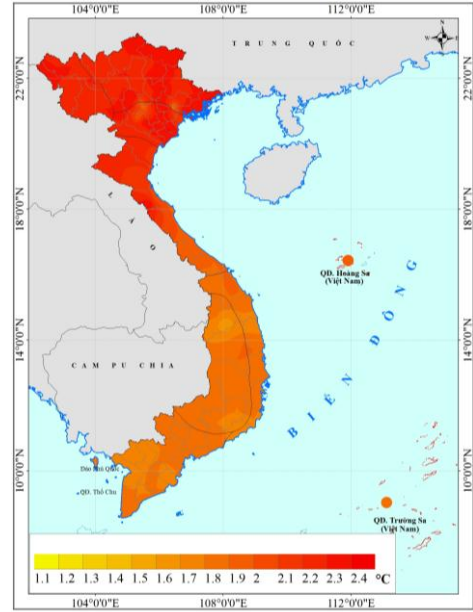 104°0'0"E 108°0'0"E 112°0'0"E
N
W E
S
TRUNG QUỐC
22°0'0"N 22°0'0"N
18°0'0"N 18°0'0"N
LÀO
QĐ. Hoàng Sa
(Việt Nam)
14°0'0"N 14°0'0"N
BIỂN ĐÔNG
CAM PU CHIA
10°0'0"N 10°0'0"N
Đảo Phú Quốc
QĐ. Thổ Chu
QĐ. Trường Sa
(Việt Nam)
1.1 1.2 1.3 1.4 1.5 1.6 1.7 1.8 1.9 2 2.1 2.2 2.3 2.4 °C
104°0'0"E 108°0'0"E 112°0'0"E